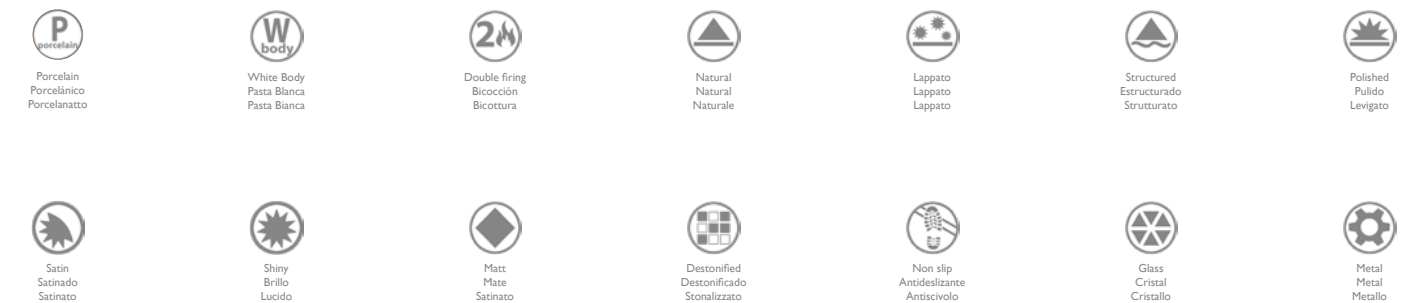 P
porcelain
Porcelain
Porcelánico
Porcelanatto
W
body
White Body
Pasta Blanca
Pasta Bianca
2
Double firing
Bicocción
Bicottura
Natural
Natural
Naturale
Lappato
Lappato
Lappato
Structured
Estructurado
Strutturato
Polished
Pulido
Levigato
Satin
Satinado
Satinato
Shiny
Brillo
Lucido
Matt
Mate
Satinato
Destonified
Destonificado
Stonalizzato
Non slip
Antideslizante
Antiscivolo
Glass
Cristal
Cristallo
Metal
Metal
Metallo